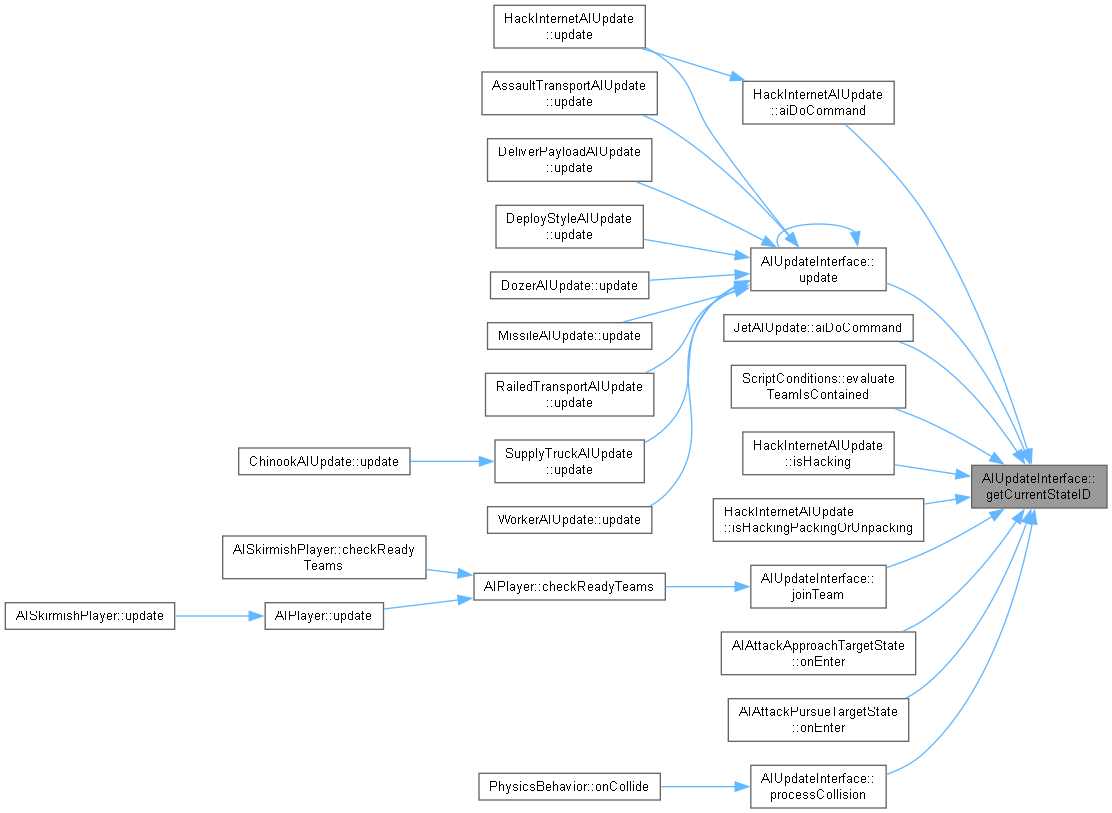 HackInternetAIUpdate
::update
AssaultTransportAIUpdate
::update
HackInternetAIUpdate
::aiDoCommand
DeliverPayloadAIUpdate
::update
DeployStyleAIUpdate
::update
AIUpdateInterface::
update
DozerAIUpdate::update
MissileAIUpdate::update
JetAIUpdate::aiDoCommand
RailedTransportAIUpdate
::update
ScriptConditions::evaluate
TeamIsContained
ChinookAIUpdate::update
SupplyTruckAIUpdate
::update
HackInternetAIUpdate
::isHacking
AIUpdateInterface::
getCurrentStateID
WorkerAIUpdate::update
HackInternetAIUpdate
::isHackingPackingOrUnpacking
AISkirmishPlayer::checkReady
Teams
AIPlayer::checkReadyTeams
AIUpdateInterface::
joinTeam
AISkirmishPlayer::update
AIPlayer::update
AIAttackApproachTargetState
::onEnter
AIAttackPursueTargetState
::onEnter
PhysicsBehavior::onCollide
AIUpdateInterface::
processCollision